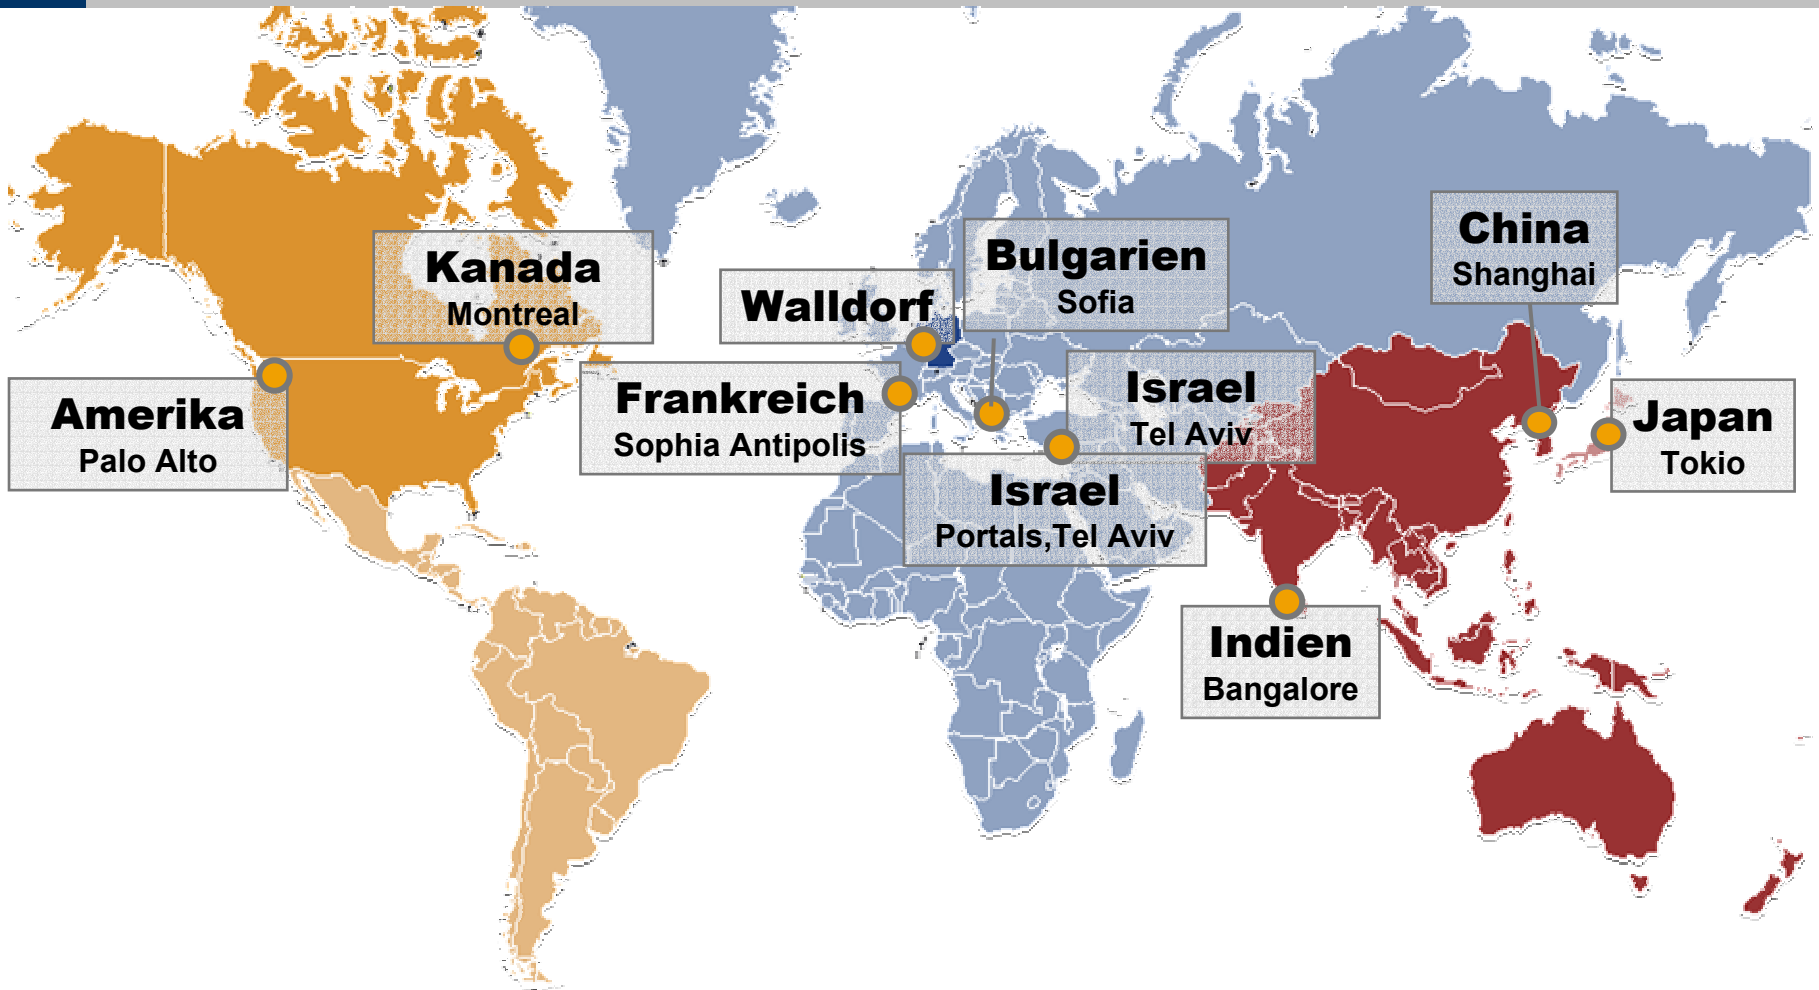 Kanada
Montreal
Amerika
Palo Alto
Walldorf
Frankreich
Sophia Antipolis
Bulgarien
Sofia
Israel
Tel Aviv
Israel
Portals,Tel Aviv
China
Shanghai
Japan
Tokio
Indien
Bangalore